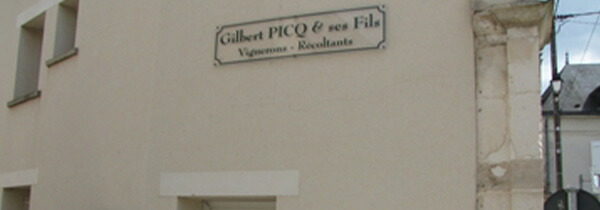 Gilbert PICQ & ses Fils
Vignerons - Récoltants